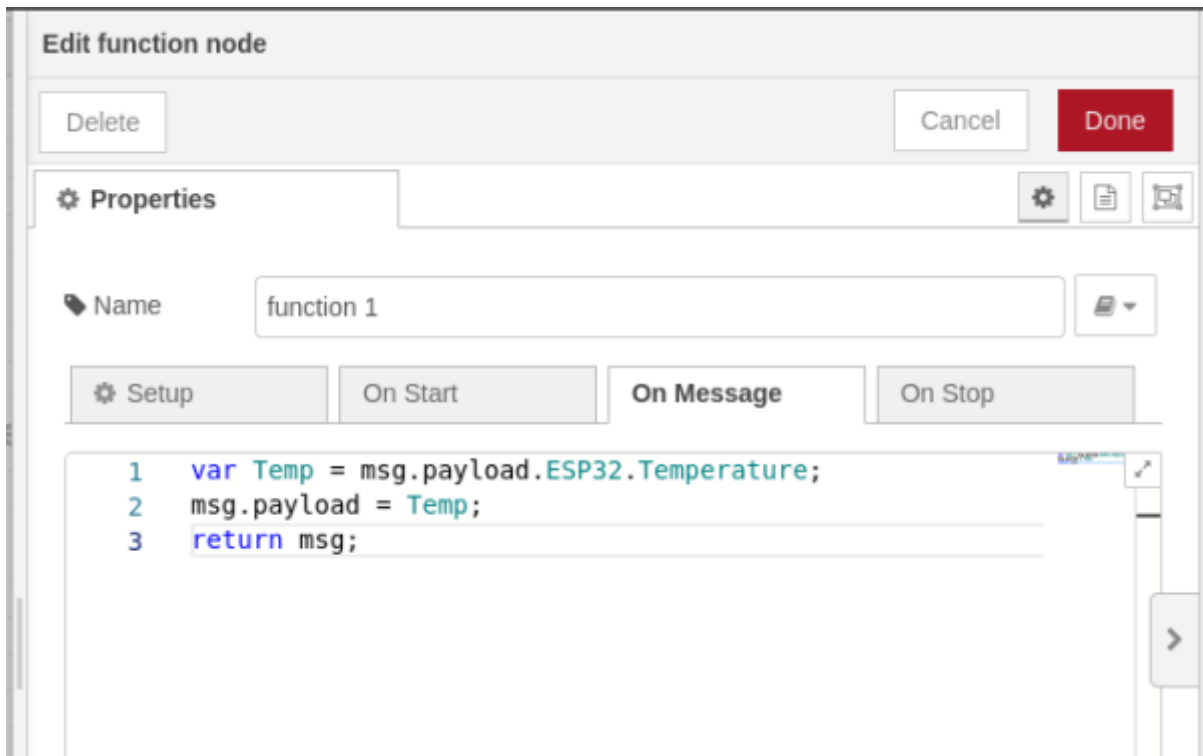 Edit function node
Delete Cancel Done
Properties
Name function 1
Setup On Start On Message On Stop
1 var Temp = msg.payload.ESP32.Temperature;
2 msg.payload = Temp;
3 return msg;